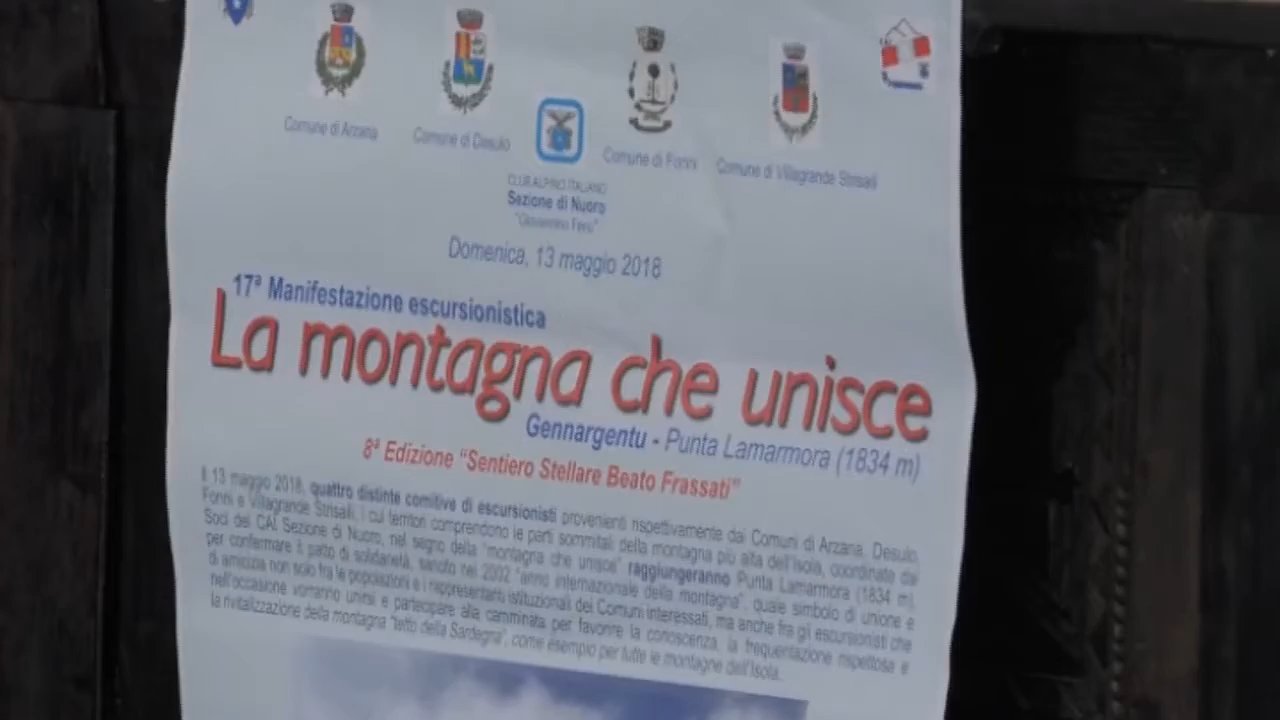 Comune di Arzana
Comune di Desulo
Comune di Fonni
Comune di Villagrande Strisaili
CLUB ALPINO ITALIANO
Sezione di Nuoro
Domenica, 13 maggio 2018
17ª Manifestazione escursionistica
La montagna che unisce
Gennargentu - Punta Lamarmora (1834 m)
8ª Edizione "Sentiero Stellare Beato Frassati"
Il 13 maggio 2018, quattro distinte comitive di escursionisti provenienti rispettivamente dai Comuni di Arzana, Desulo,
Fonni e Villagrande Strisaili, i cui territori comprendono le parti sommitali della montagna più alta dell'Isola, coordinate dai
Soci del CAI, Sezione di Nuoro, nel segno della "montagna che unisce" raggiungeranno Punta Lamarmora (1834 m),
per confermare il patto di solidarietà, sancito nel 2002 "anno internazionale della montagna", quale simbolo di unione e
di amicizia non solo fra le popolazioni e i rappresentanti istituzionali dei Comuni interessati, ma anche fra gli escursionisti che
nell'occasione vorranno unirsi e partecipare alla camminata per favorire la conoscenza, la frequentazione rispettosa e
la rivitalizzazione della montagna "tetto della Sardegna", come esempio per tutte le montagne dell'Isola.